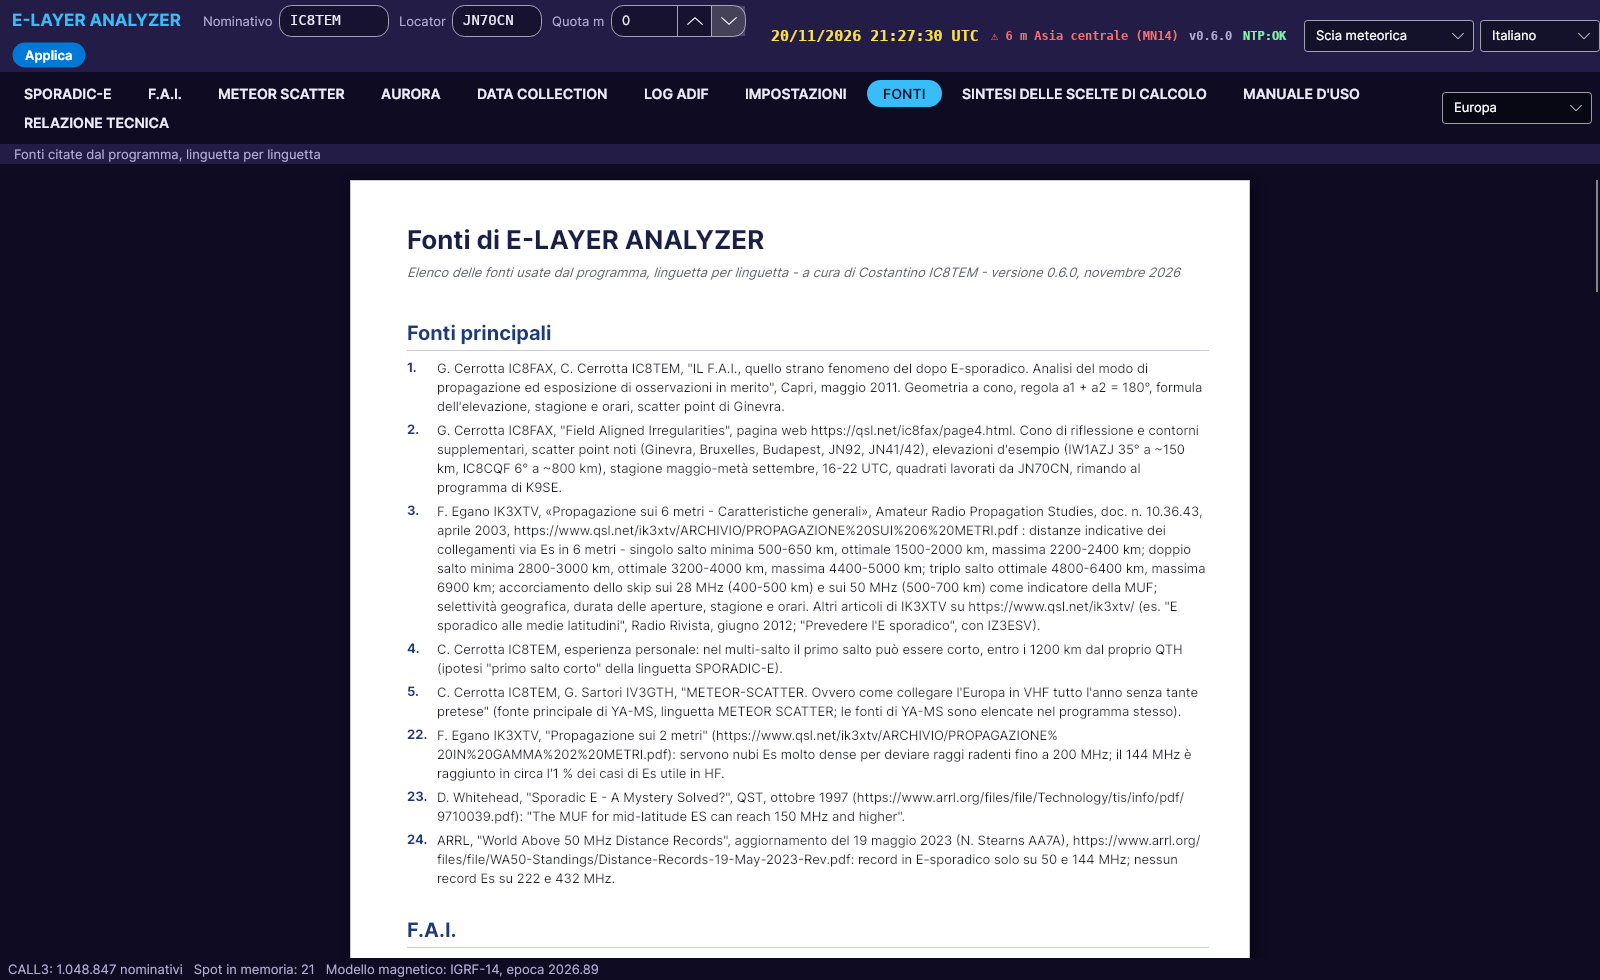 E-LAYER ANALYZER
Nominativo IC8TEM Locator JN70CN Quota m 0
20/11/2026 21:27:30 UTC ⚠ 6 m Asia centrale (MN14) v0.6.0 NTP:OK
Scia meteorica
Italiano
Applica
SPORADIC-E F.A.I. METEOR SCATTER AURORA DATA COLLECTION LOG ADIF IMPOSTAZIONI FONTI SINTESI DELLE SCELTE DI CALCOLO MANUALE D'USO
RELAZIONE TECNICA
Europa
Fonti citate dal programma, linguetta per linguetta
Fonti di E-LAYER ANALYZER
Elenco delle fonti usate dal programma, linguetta per linguetta - a cura di Costantino IC8TEM - versione 0.6.0, novembre 2026
Fonti principali
1. G. Cerrotta IC8FAX, C. Cerrotta IC8TEM, "IL F.A.I., quello strano fenomeno del dopo E-sporadico. Analisi del modo di
propagazione ed esposizione di osservazioni in merito", Capri, maggio 2011. Geometria a cono, regola a1 + a2 = 180°, formula
dell'elevazione, stagione e orari, scatter point di Ginevra.
2. G. Cerrotta IC8FAX, "Field Aligned Irregularities", pagina web https://qsl.net/ic8fax/page4.html. Cono di riflessione e contorni
supplementari, scatter point noti (Ginevra, Bruxelles, Budapest, JN92, JN41/42), elevazioni d'esempio (IW1AZJ 35° a ~150
km, IC8CQF 6° a ~800 km), stagione maggio-metà settembre, 16-22 UTC, quadrati lavorati da JN70CN, rimando al
programma di K9SE.
3. F. Egano IK3XTV, «Propagazione sui 6 metri - Caratteristiche generali», Amateur Radio Propagation Studies, doc. n. 10.36.43,
aprile 2003, https://www.qsl.net/ik3xtv/ARCHIVIO/PROPAGAZIONE%20SUI%206%20METRI.pdf : distanze indicative dei
collegamenti via Es in 6 metri - singolo salto minima 500-650 km, ottimale 1500-2000 km, massima 2200-2400 km; doppio
salto minima 2800-3000 km, ottimale 3200-4000 km, massima 4400-5000 km; triplo salto ottimale 4800-6400 km, massima
6900 km; accorciamento dello skip sui 28 MHz (400-500 km) e sui 50 MHz (500-700 km) come indicatore della MUF;
selettività geografica, durata delle aperture, stagione e orari. Altri articoli di IK3XTV su https://www.qsl.net/ik3xtv/ (es. "E
sporadico alle medie latitudini", Radio Rivista, giugno 2012; "Prevedere l'E sporadico", con IZ3ESV).
4. C. Cerrotta IC8TEM, esperienza personale: nel multi-salto il primo salto può essere corto, entro i 1200 km dal proprio QTH
(ipotesi "primo salto corto" della linguetta SPORADIC-E).
5. C. Cerrotta IC8TEM, G. Sartori IV3GTH, "METEOR-SCATTER. Ovvero come collegare l'Europa in VHF tutto l'anno senza tante
pretese" (fonte principale di YA-MS, linguetta METEOR SCATTER; le fonti di YA-MS sono elencate nel programma stesso).
22. F. Egano IK3XTV, "Propagazione sui 2 metri" (https://www.qsl.net/ik3xtv/ARCHIVIO/PROPAGAZIONE%
20IN%20GAMMA%202%20METRI.pdf): servono nubi Es molto dense per deviare raggi radenti fino a 200 MHz; il 144 MHz è
raggiunto in circa l'1 % dei casi di Es utile in HF.
23. D. Whitehead, "Sporadic E - A Mystery Solved?", QST, ottobre 1997 (https://www.arrl.org/files/file/Technology/tis/info/pdf/
9710039.pdf): "The MUF for mid-latitude ES can reach 150 MHz and higher".
24. ARRL, "World Above 50 MHz Distance Records", aggiornamento del 19 maggio 2023 (N. Stearns AA7A), https://www.arrl.org/
files/file/WA50-Standings/Distance-Records-19-May-2023-Rev.pdf: record in E-sporadico solo su 50 e 144 MHz; nessun
record Es su 222 e 432 MHz.
F.A.I.
CALL3: 1.048.847 nominativi Spot in memoria: 21 Modello magnetico: IGRF-14, epoca 2026.89